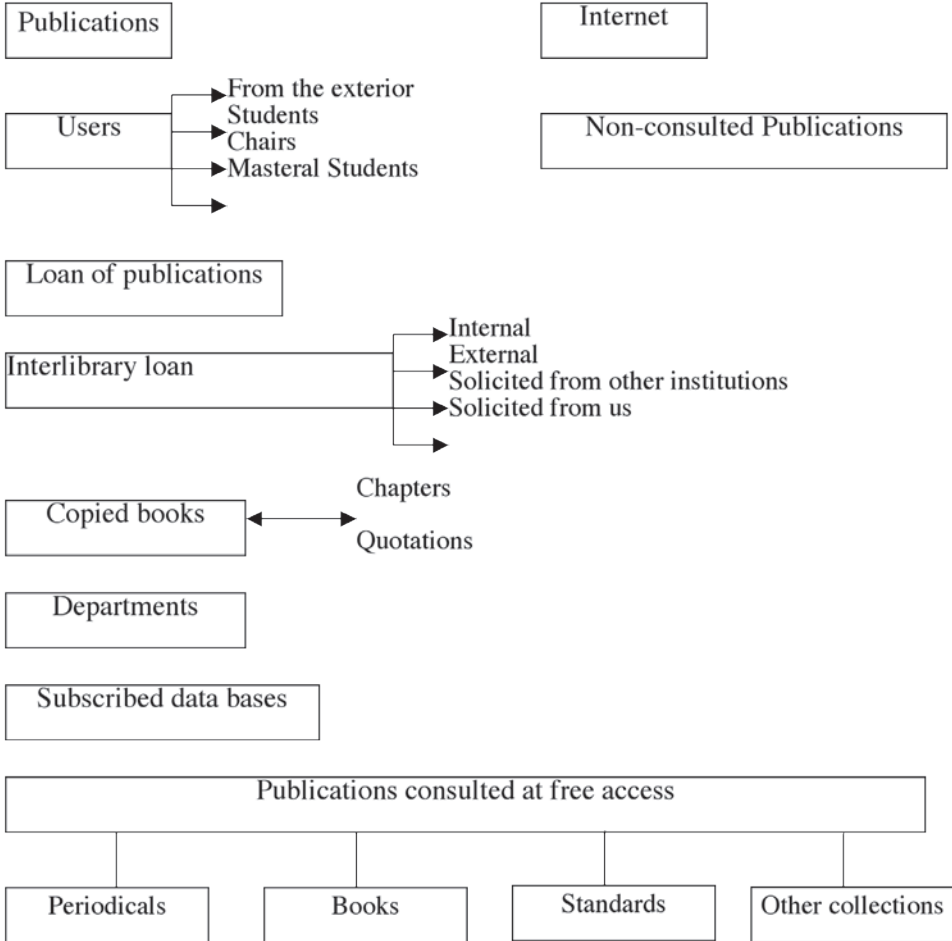 Publications
Internet
Users
From the exterior
Students
Chairs
Masteral Students
Non-consulted Publications
Loan of publications
Interlibrary loan
Internal
External
Solicited from other institutions
Solicited from us
Copied books
Chapters
Quotations
Departments
Subscribed data bases
Publications consulted at free access
Periodicals
Books
Standards
Other collections